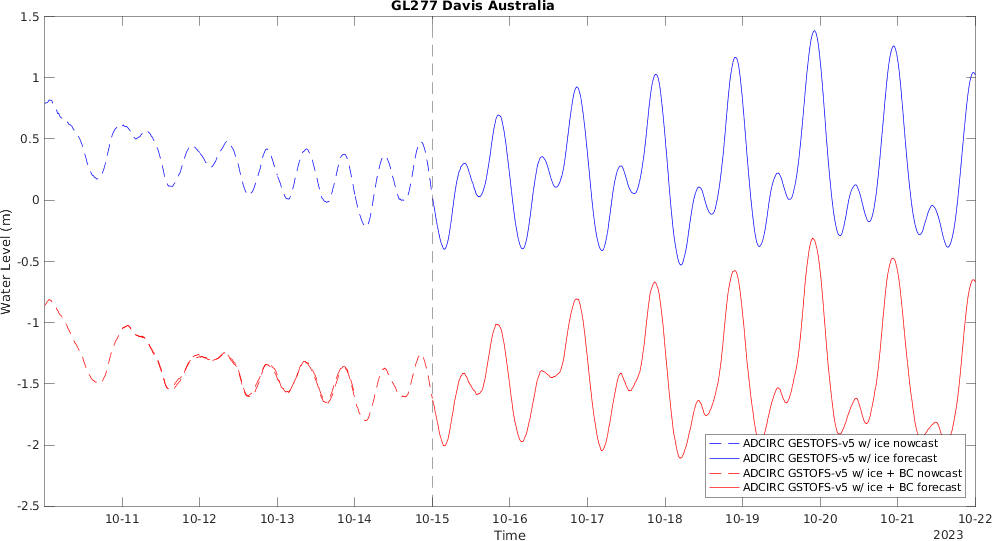 GL277 Davis Australia
1.5
1
0.5
0
-0.5
-1
-1.5
-2
-2.5
Water Level (m)
10-11 10-12 10-13 10-14 10-15 10-16 10-17 10-18 10-19 10-20 10-21 10-22
Time
2023
ADCIRC GESTOFS-v5 w/ ice nowcast
ADCIRC GESTOFS-v5 w/ ice forecast
ADCIRC GSTOFS-v5 w/ ice + BC nowcast
ADCIRC GSTOFS-v5 w/ ice + BC forecast